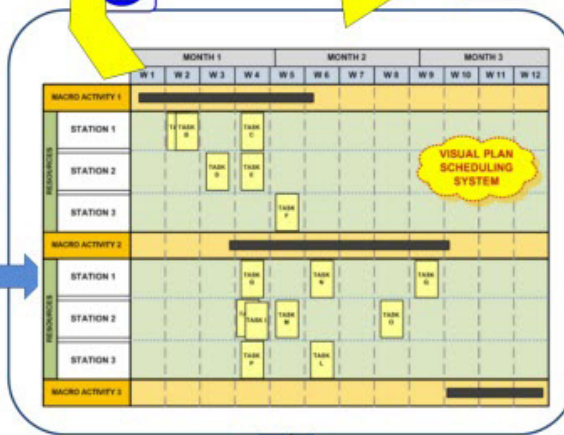 MONTH 1 MONTH 2 MONTH 3
W 1 W 2 W 3 W 4 W 5 W 6 W 7 W 8 W 9 W 10 W 11 W 12
MACRO ACTIVITY 1
RESOURCES
STATION 1
TASK
B
TASK
C
STATION 2
TASK
D
TASK
E
STATION 3
TASK
F
VISUAL PLAN
SCHEDULING
SYSTEM
MACRO ACTIVITY 2
RESOURCES
STATION 1
TASK
TASK
N
TASK
STATION 2
TASK I
TASK
M
TASK
STATION 3
TASK
P
TASK
L
MACRO ACTIVITY 3